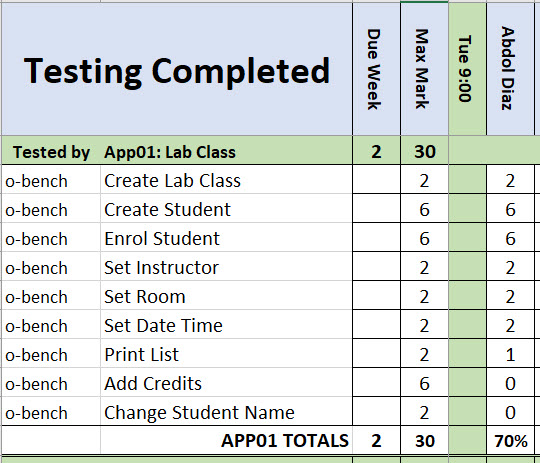 Testing Completed Due Week Max Mark Tue 9:00 Abdol Diaz
Tested by App01: Lab Class 2 30
o-bench Create Lab Class 2 2
o-bench Create Student 6 6
o-bench Enrol Student 6 6
o-bench Set Instructor 2 2
o-bench Set Room 2 2
o-bench Set Date Time 2 2
o-bench Print List 2 1
o-bench Add Credits 6 0
o-bench Change Student Name 2 0
APP01 TOTALS 2 30 70%